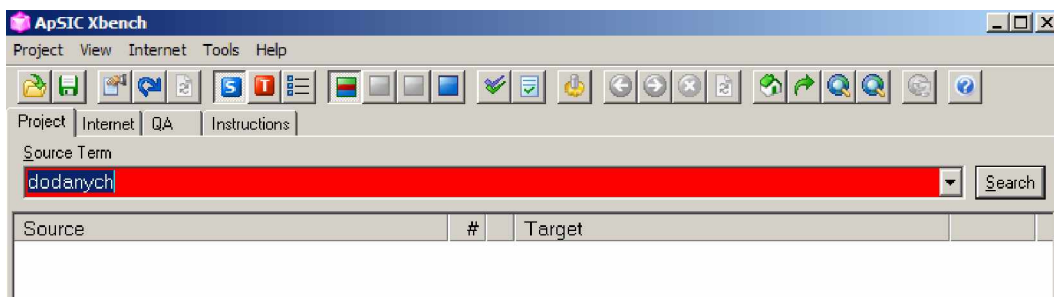 ApSIC Xbench
Project View Internet Tools Help
S T
Project Internet QA Instructions
Source Term
dodanych Search
Source # Target